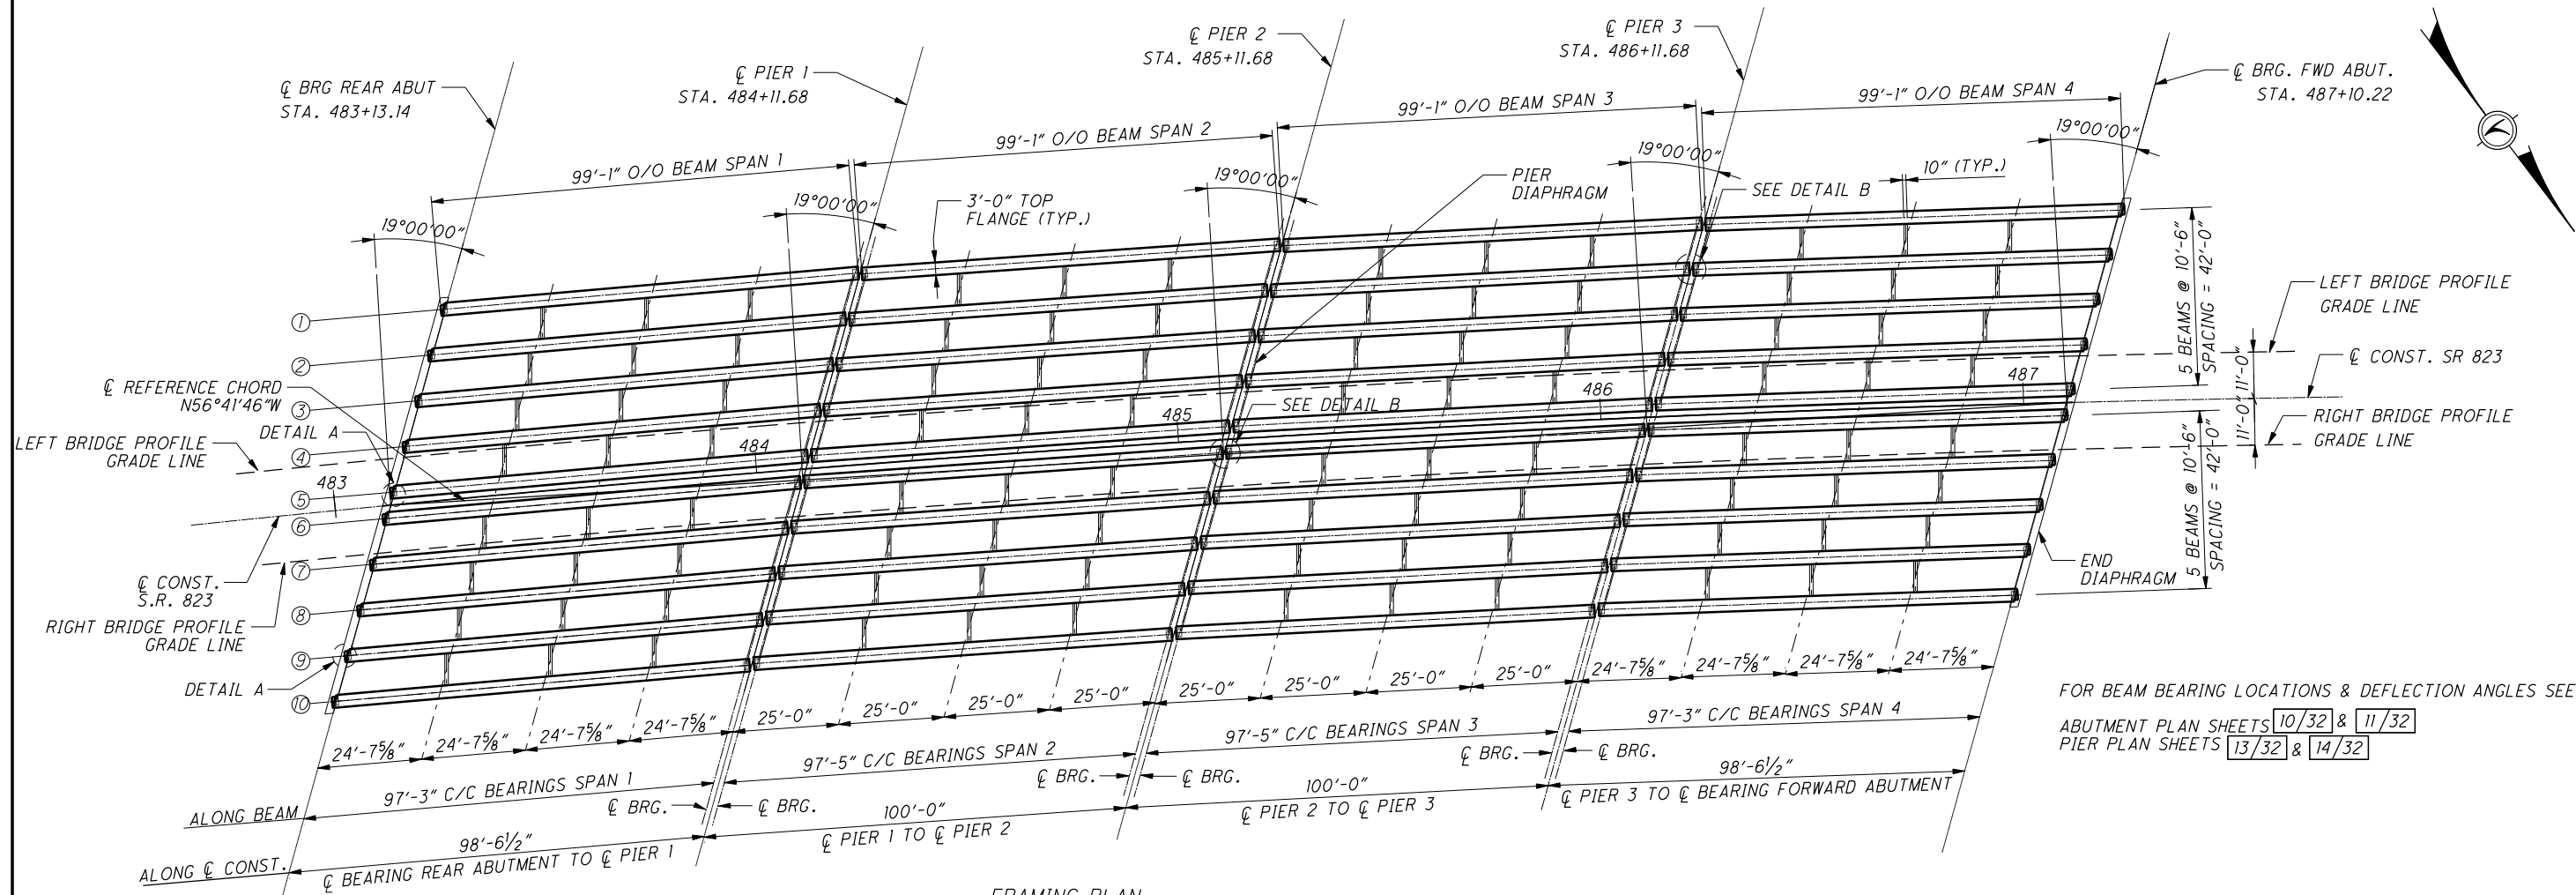 ℄ BRG REAR ABUT
STA. 483+13.14
℄ PIER 1
STA. 484+11.68
℄ PIER 2
STA. 485+11.68
℄ PIER 3
STA. 486+11.68
℄ BRG. FWD ABUT.
STA. 487+10.22
99'-1" O/O BEAM SPAN 1
99'-1" O/O BEAM SPAN 2
99'-1" O/O BEAM SPAN 3
99'-1" O/O BEAM SPAN 4
19°00'00"
19°00'00"
19°00'00"
19°00'00"
19°00'00"
3'-0" TOP
FLANGE (TYP.)
PIER
DIAPHRAGM
SEE DETAIL B
10" (TYP.)
5 BEAMS @ 10'-6"
SPACING = 42'-0"
LEFT BRIDGE PROFILE
GRADE LINE
℄ CONST. SR 823
11'-0"
11'-0"
RIGHT BRIDGE PROFILE
GRADE LINE
5 BEAMS @ 10'-6"
SPACING = 42'-0"
END
DIAPHRAGM
1
2
3
4
5
6
7
8
9
10
℄ REFERENCE CHORD
N56°41'46"W
DETAIL A
LEFT BRIDGE PROFILE
GRADE LINE
483
484
485
486
487
SEE DETAIL B
℄ CONST.
S.R. 823
RIGHT BRIDGE PROFILE
GRADE LINE
DETAIL A
24'-7⅝"
24'-7⅝"
24'-7⅝"
24'-7⅝"
25'-0"
25'-0"
25'-0"
25'-0"
25'-0"
25'-0"
25'-0"
25'-0"
24'-7⅝"
24'-7⅝"
24'-7⅝"
24'-7⅝"
ALONG BEAM
97'-3" C/C BEARINGS SPAN 1
97'-5" C/C BEARINGS SPAN 2
97'-5" C/C BEARINGS SPAN 3
97'-3" C/C BEARINGS SPAN 4
℄ BRG.
℄ BRG.
℄ BRG.
℄ BRG.
℄ BRG.
℄ BRG.
ALONG ℄ CONST.
98'-6½"
℄ BEARING REAR ABUTMENT TO ℄ PIER 1
100'-0"
℄ PIER 1 TO ℄ PIER 2
100'-0"
℄ PIER 2 TO ℄ PIER 3
98'-6½"
℄ PIER 3 TO ℄ BEARING FORWARD ABUTMENT
FOR BEAM BEARING LOCATIONS & DEFLECTION ANGLES SEE
ABUTMENT PLAN SHEETS 10/32 & 11/32
PIER PLAN SHEETS 13/32 & 14/32
FRAMING PLAN